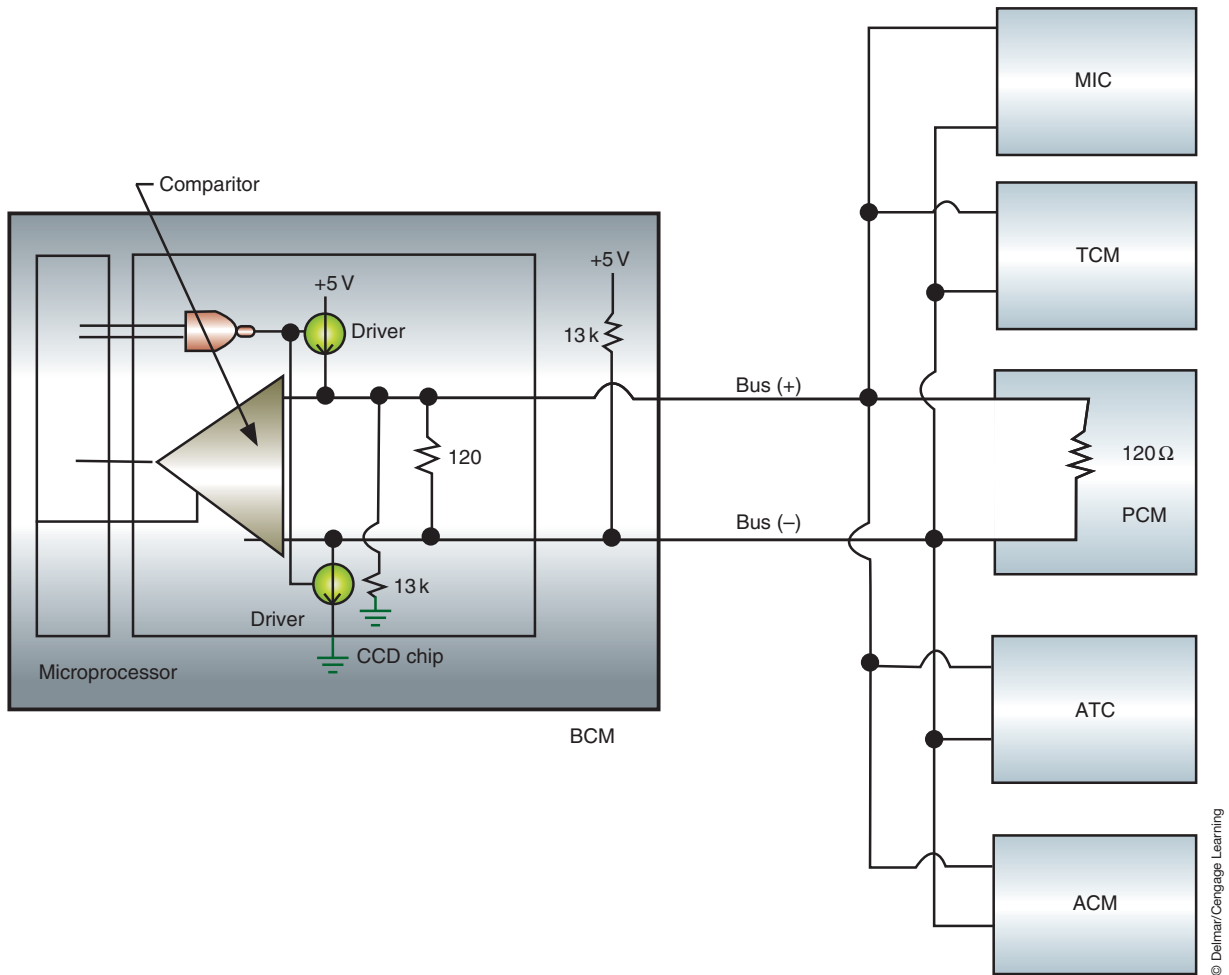 MIC
Comparitor
TCM
+5 V
+5 V
Driver
13 k
Bus (+)
120
120 Ω
PCM
Bus (–)
13 k
Driver
CCD chip
Microprocessor
BCM
ATC
ACM
© Delmar/Cengage Learning